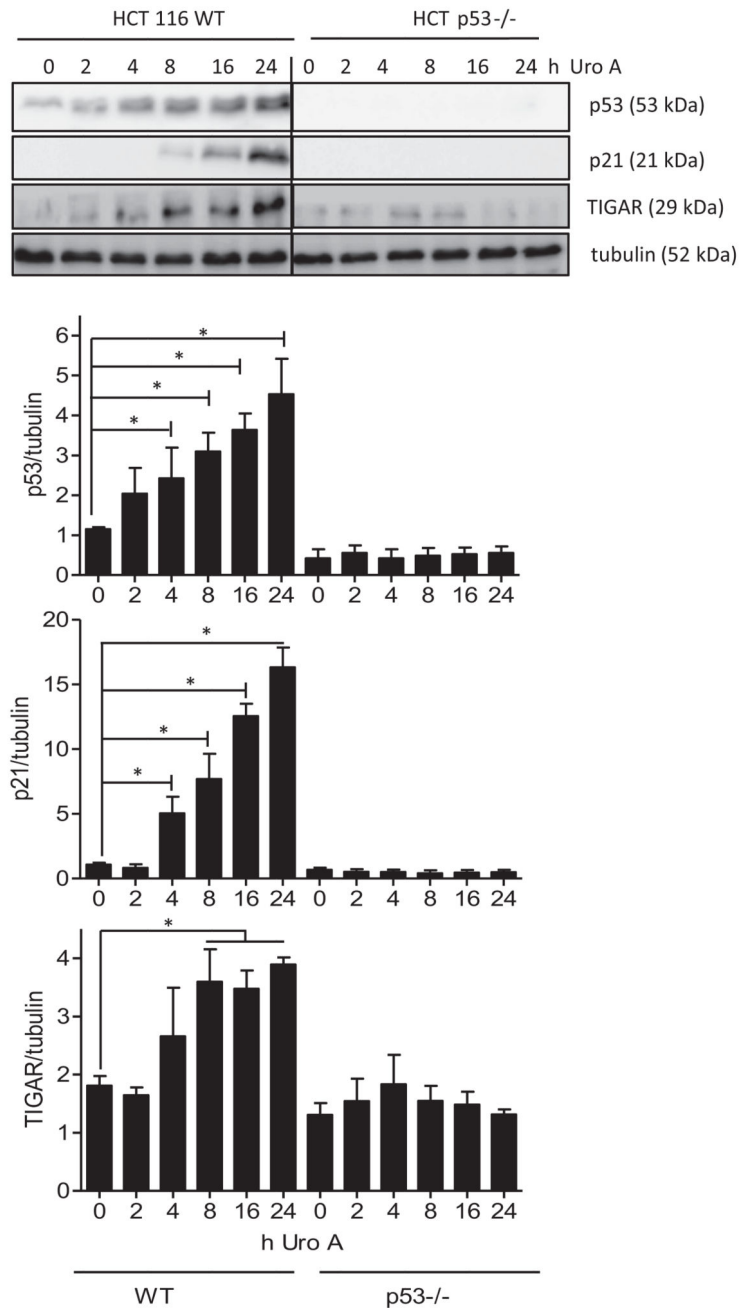 HCT 116 WT HCT p53-/-
0 2 4 8 16 24 0 2 4 8 16 24 h Uro A
p53 (53 kDa)
p21 (21 kDa)
TIGAR (29 kDa)
tubulin (52 kDa)
6
5
4
3
2
1
0
p53/tubulin
* * * *
0 2 4 8 16 24 0 2 4 8 16 24
20
15
10
5
0
p21/tubulin
* * * *
0 2 4 8 16 24 0 2 4 8 16 24
4
3
2
1
0
TIGAR/tubulin
*
0 2 4 8 16 24 0 2 4 8 16 24
h Uro A
WT p53-/-